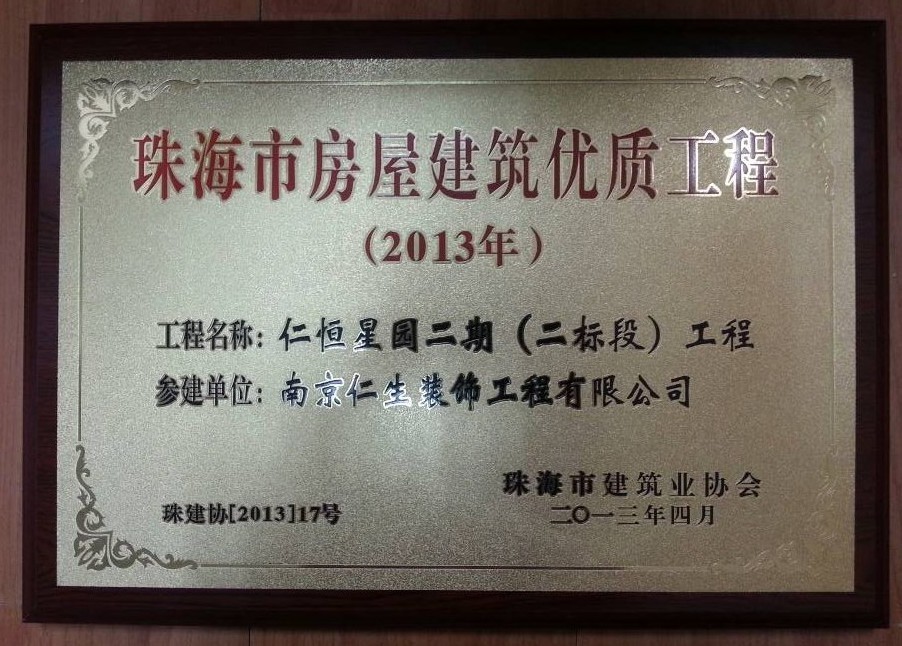 珠海市房屋建筑优质工程
（2013年）
工程名称：仁恒星园二期（二标段）工程
参建单位：南京仁生装饰工程有限公司
珠海市建筑业协会
珠建协[2013]17号
二〇一三年四月